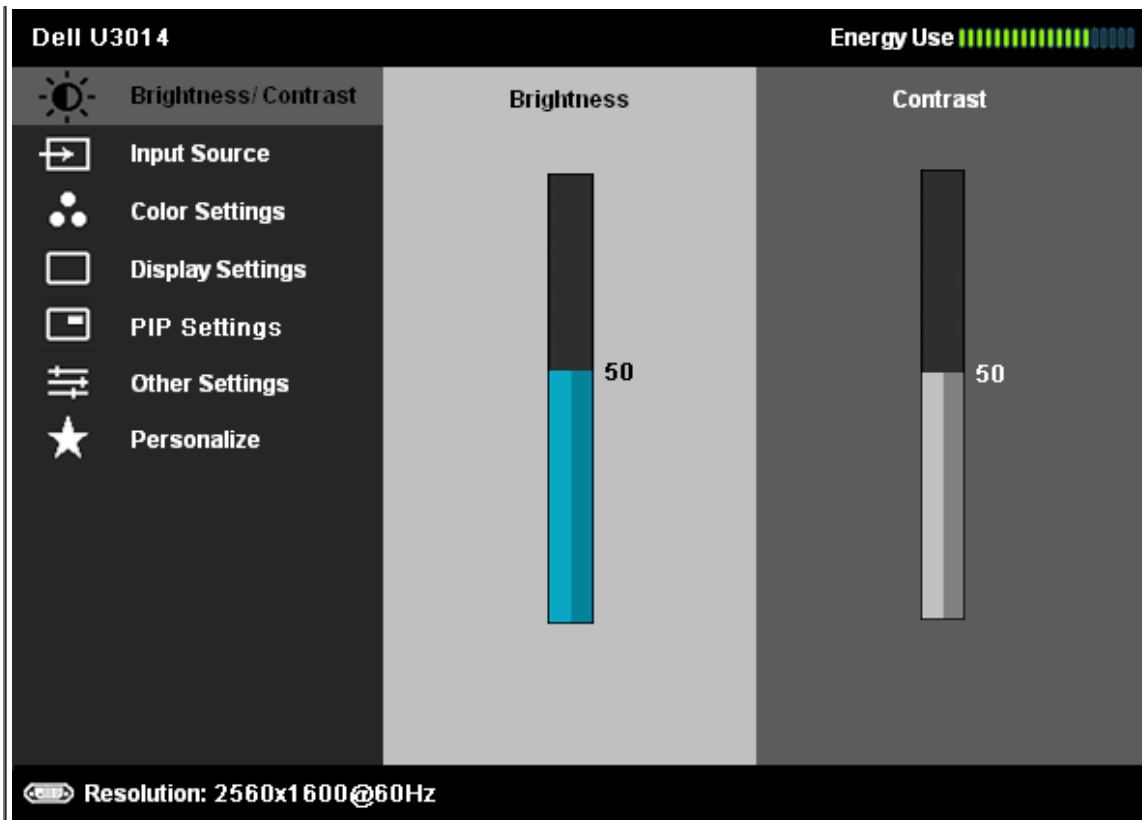 Dell U3014
Energy Use
Brightness/Contrast
Input Source
Color Settings
Display Settings
PIP Settings
Other Settings
Personalize
Brightness
50
Contrast
50
Resolution: 2560x1600@60Hz